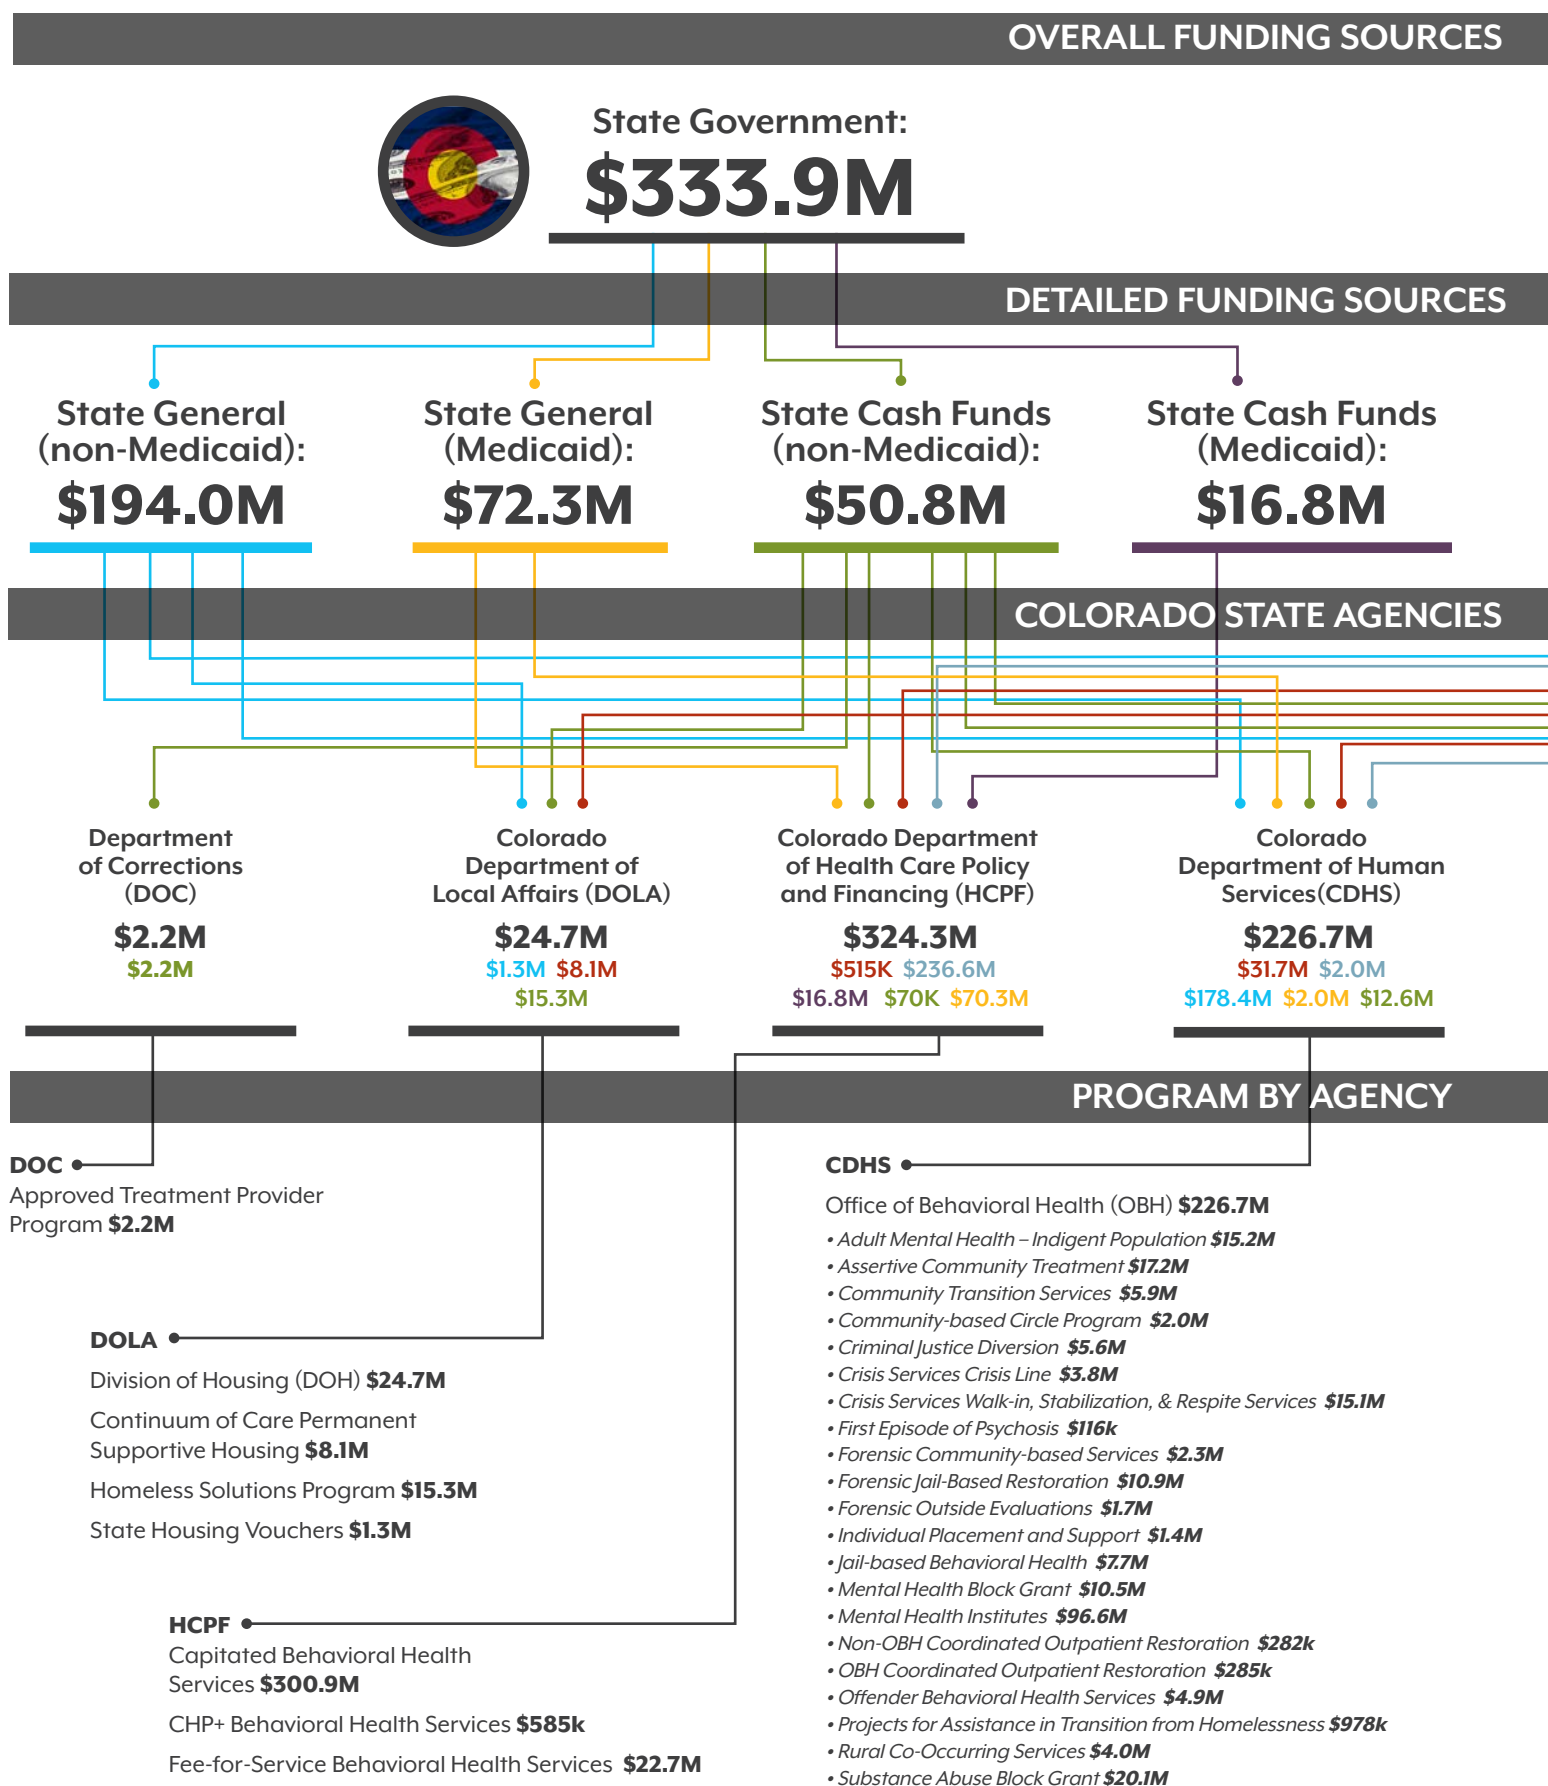 OVERALL FUNDING SOURCES
State Government:
$333.9M
DETAILED FUNDING SOURCES
State General
(non-Medicaid):
$194.0M
State General
(Medicaid):
$72.3M
State Cash Funds
(non-Medicaid):
$50.8M
State Cash Funds
(Medicaid):
$16.8M
COLORADO STATE AGENCIES
Department
of Corrections
(DOC)
$2.2M
$2.2M
Colorado
Department of
Local Affairs (DOLA)
$24.7M
$1.3M $8.1M
$15.3M
Colorado Department
of Health Care Policy
and Financing (HCPF)
$324.3M
$515K $236.6M
$16.8M $70K $70.3M
Colorado
Department of Human
Services(CDHS)
$226.7M
$31.7M $2.0M
$178.4M $2.0M $12.6M
PROGRAM BY AGENCY
DOC
Approved Treatment Provider
Program $2.2M
DOLA
Division of Housing (DOH) $24.7M
Continuum of Care Permanent
Supportive Housing $8.1M
Homeless Solutions Program $15.3M
State Housing Vouchers $1.3M
HCPF
Capitated Behavioral Health
Services $300.9M
CHP+ Behavioral Health Services $585k
Fee-for-Service Behavioral Health Services $22.7M
CDHS
Office of Behavioral Health (OBH) $226.7M
• Adult Mental Health – Indigent Population $15.2M
• Assertive Community Treatment $17.2M
• Community Transition Services $5.9M
• Community-based Circle Program $2.0M
• Criminal Justice Diversion $5.6M
• Crisis Services Crisis Line $3.8M
• Crisis Services Walk-in, Stabilization, & Respite Services $15.1M
• First Episode of Psychosis $116k
• Forensic Community-based Services $2.3M
• Forensic Jail-Based Restoration $10.9M
• Forensic Outside Evaluations $1.7M
• Individual Placement and Support $1.4M
• Jail-based Behavioral Health $7.7M
• Mental Health Block Grant $10.5M
• Mental Health Institutes $96.6M
• Non-OBH Coordinated Outpatient Restoration $282k
• OBH Coordinated Outpatient Restoration $285k
• Offender Behavioral Health Services $4.9M
• Projects for Assistance in Transition from Homelessness $978k
• Rural Co-Occurring Services $4.0M
• Substance Abuse Block Grant $20.1M